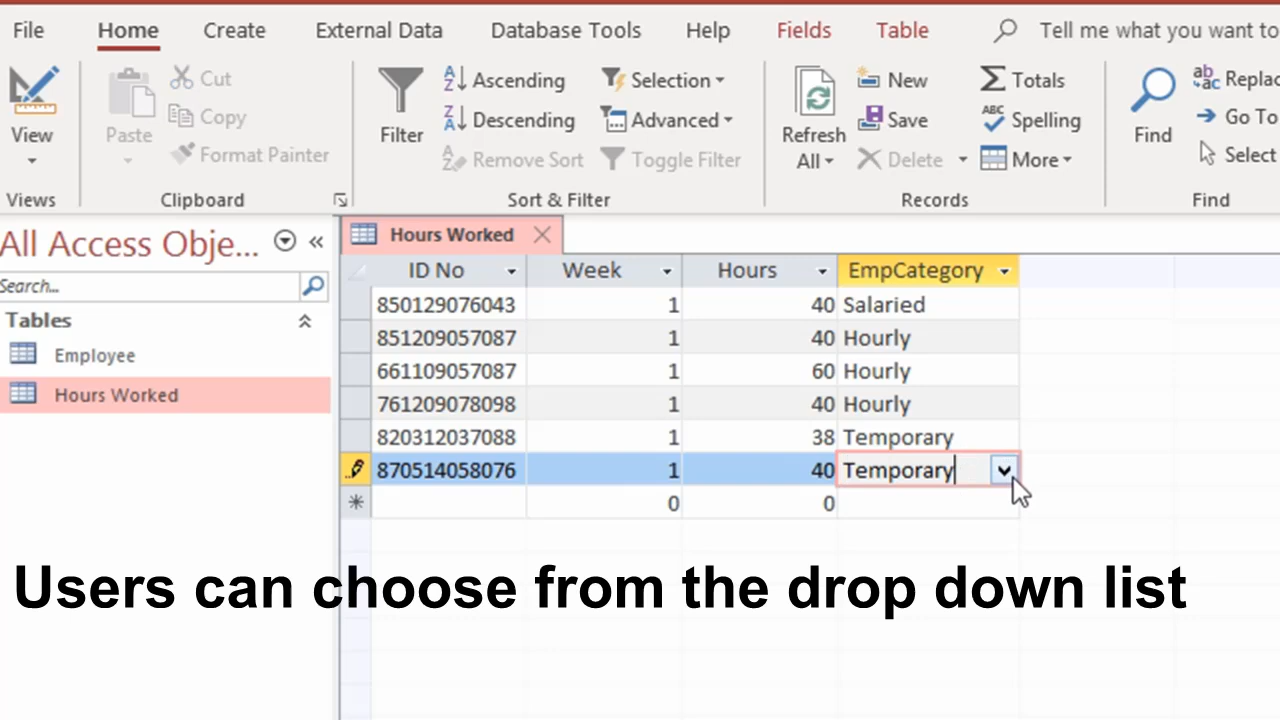 File Home Create External Data Database Tools Help Fields Table Tell me what you want to
View
Views
Paste
Cut
Copy
Format Painter
Clipboard
Filter
Ascending
Descending
Remove Sort
Selection
Advanced
Toggle Filter
Sort & Filter
Refresh
All
New
Save
Delete
Totals
Spelling
More
Records
Find
Replac
Go To
Select
Find
All Access Obje...
Search...
Tables
Employee
Hours Worked
Hours Worked
ID No Week Hours EmpCategory
850129076043 1 40 Salaried
851209057087 1 40 Hourly
661109057087 1 60 Hourly
761209078098 1 40 Hourly
820312037088 1 38 Temporary
870514058076 1 40 Temporary
0 0
Users can choose from the drop down list